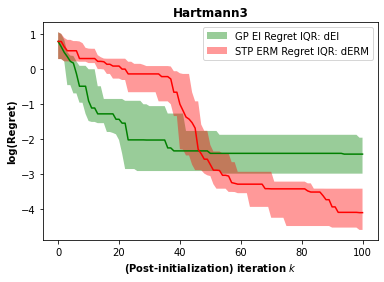 Hartmann3
GP EI Regret IQR: dEI
STP ERM Regret IQR: dERM
log(Regret)
1
0
−1
−2
−3
−4
0 20 40 60 80 100
(Post-initialization) iteration k